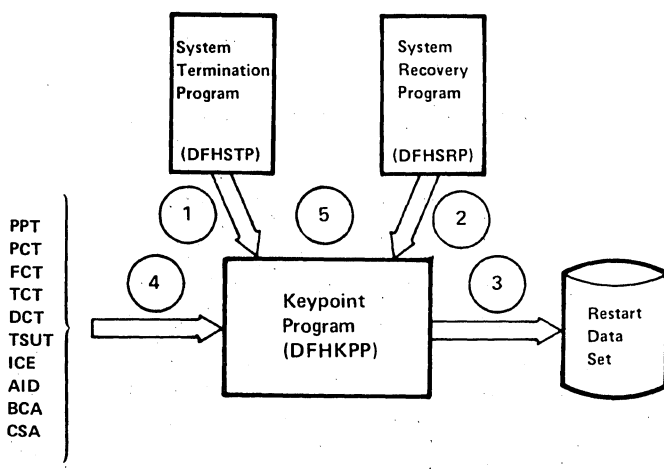 System
Termination
Program
(DFHSTP)
System
Recovery
Program
(DFHSRP)
1
5
2
PPT
PCT
FCT
TCT
DCT
TSUT
ICE
AID
BCA
CSA
4
Keypoint
Program
(DFHKPP)
3
Restart
Data
Set